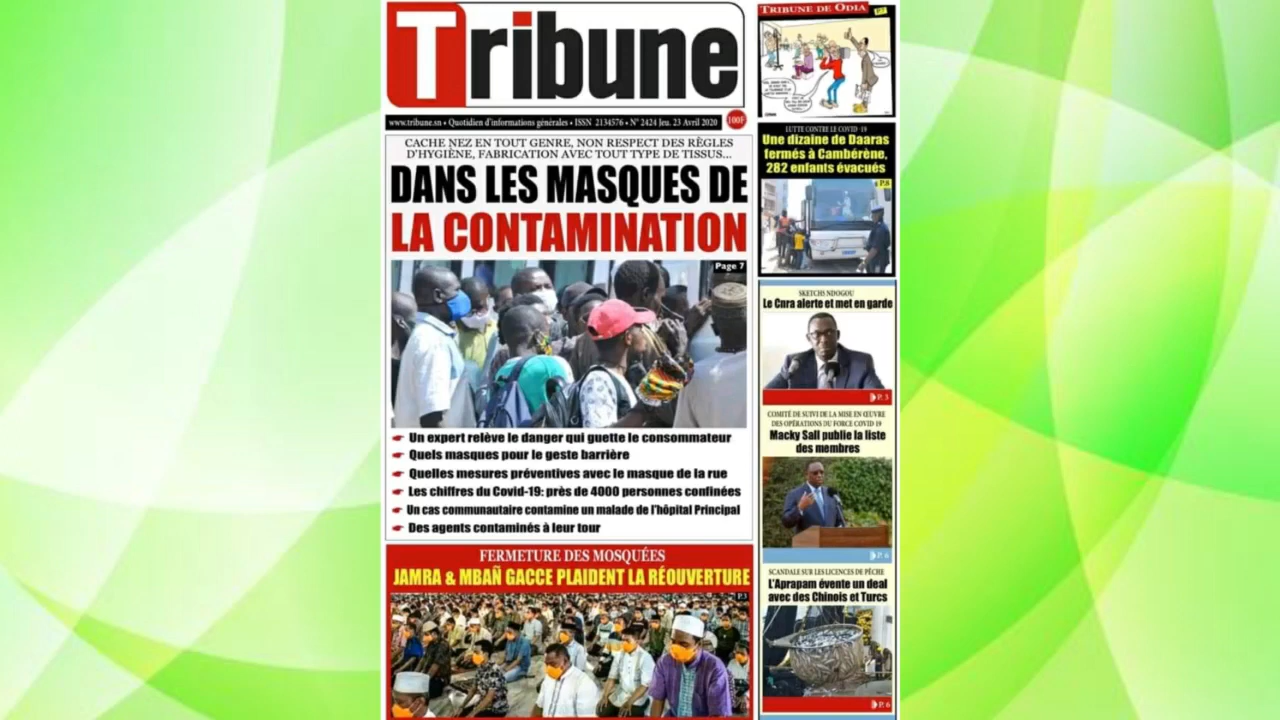 Tribune
www.tribune.sn • Quotidien d'informations générales • ISSN 2134576 • N° 2424 Jeu. 23 Avril 2020
100F
CACHE NEZ EN TOUT GENRE, NON RESPECT DES RÈGLES
D'HYGIÈNE, FABRICATION AVEC TOUT TYPE DE TISSUS...
DANS LES MASQUES DE
LA CONTAMINATION
Page 7
Un expert relève le danger qui guette le consommateur
Quels masques pour le geste barrière
Quelles mesures préventives avec le masque de la rue
Les chiffres du Covid-19: près de 4000 personnes confinées
Un cas communautaire contamine un malade de l'hôpital Principal
Des agents contaminés à leur tour
FERMETURE DES MOSQUÉES
JAMRA & MBAÑ GACCE PLAIDENT LA RÉOUVERTURE
TRIBUNE DE ODIA
LUTTE CONTRE LE COVID -19
Une dizaine de Daaras
fermés à Cambérène,
282 enfants évacués
P.8
SKETCHS NDOGOU
Le Cnra alerte et met en garde
P. 3
COMITÉ DE SUIVI DE LA MISE EN ŒUVRE
DES OPÉRATIONS DU FORCE COVID 19
Macky Sall publie la liste
des membres
P. 6
SCANDALE SUR LES LICENCES DE PÊCHE
L'Aprapam évente un deal
avec des Chinois et Turcs
P. 6